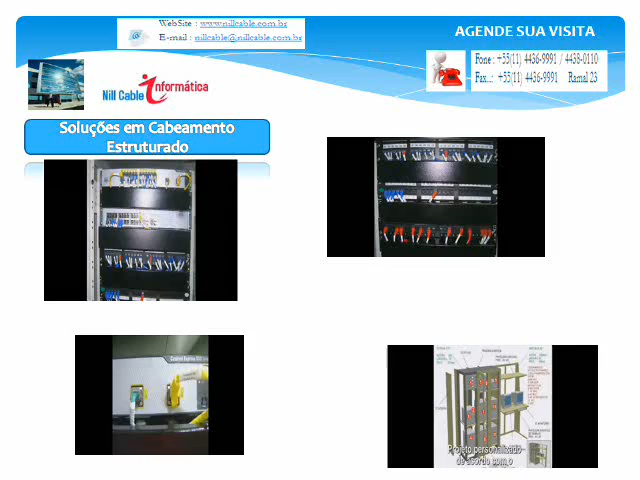 WebSite : www.nillcable.com.br
E-mail : nillcable@nillcable.com.br
AGENDE SUA VISITA
Fone : +55(11) 4436-9991 / 4438-0110
Fax..: +55(11) 4436-9991 Ramal 23
Nill Cable Informática
Soluções em Cabeamento
Estruturado
Projeto personalizado
de acordo com o